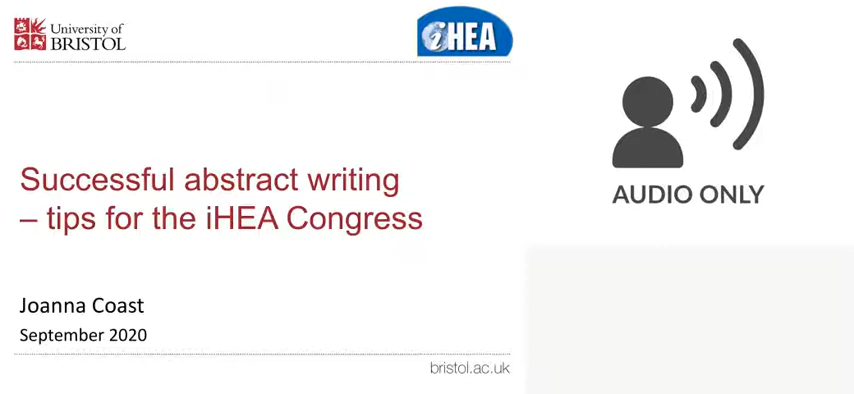 University of
BRISTOL
iHEA
Successful abstract writing
– tips for the iHEA Congress
Joanna Coast
September 2020
bristol.ac.uk
AUDIO ONLY